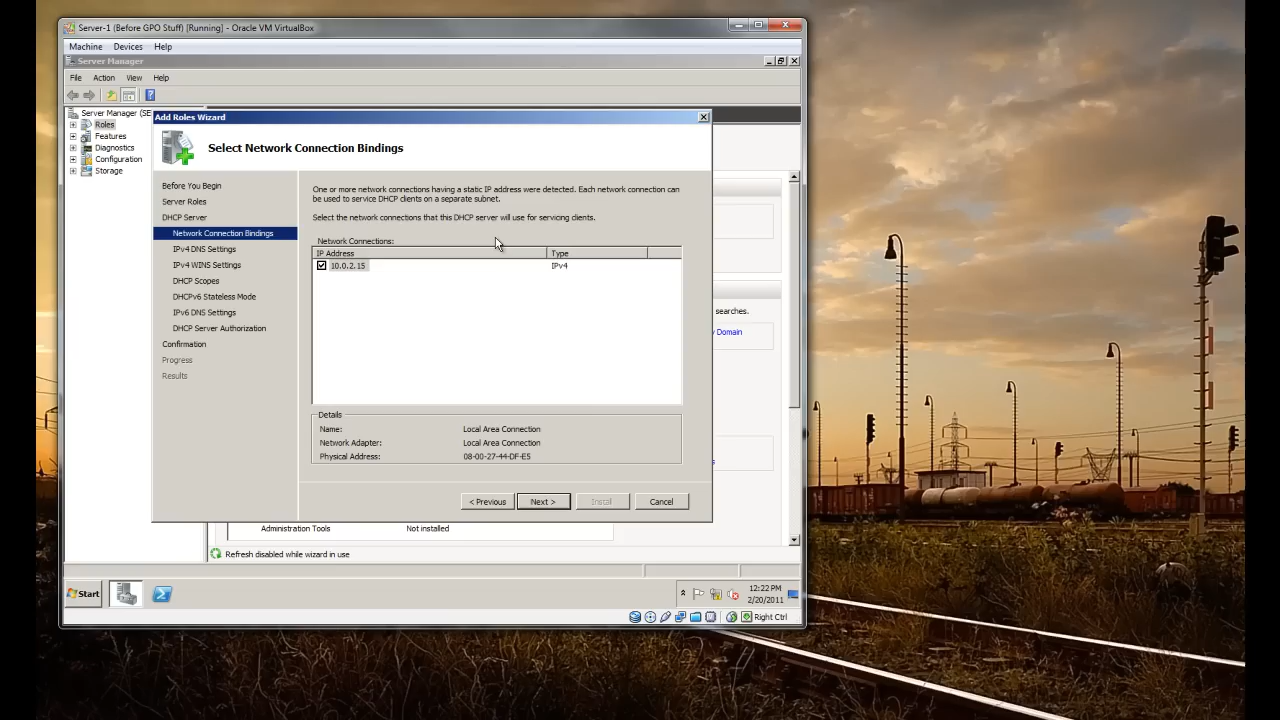 Server-1 (Before GPO Stuff) [Running] - Oracle VM VirtualBox
Machine Devices Help
Server Manager
File Action View Help
Server Manager (SE
Roles
Features
Diagnostics
Configuration
Storage
Add Roles Wizard
Select Network Connection Bindings
Before You Begin
Server Roles
DHCP Server
Network Connection Bindings
IPv4 DNS Settings
IPv4 WINS Settings
DHCP Scopes
DHCPv6 Stateless Mode
IPv6 DNS Settings
DHCP Server Authorization
Confirmation
Progress
Results
One or more network connections having a static IP address were detected. Each network connection can
be used to service DHCP clients on a separate subnet.
Select the network connections that this DHCP server will use for servicing clients.
Network Connections:
IP Address Type
10.0.2.15 IPv4
Details
Name: Local Area Connection
Network Adapter: Local Area Connection
Physical Address: 08-00-27-44-DF-E5
< Previous Next > Install Cancel
searches.
Domain
Administration Tools Not installed
Refresh disabled while wizard in use
Start
12:22 PM
2/20/2011
Right Ctrl